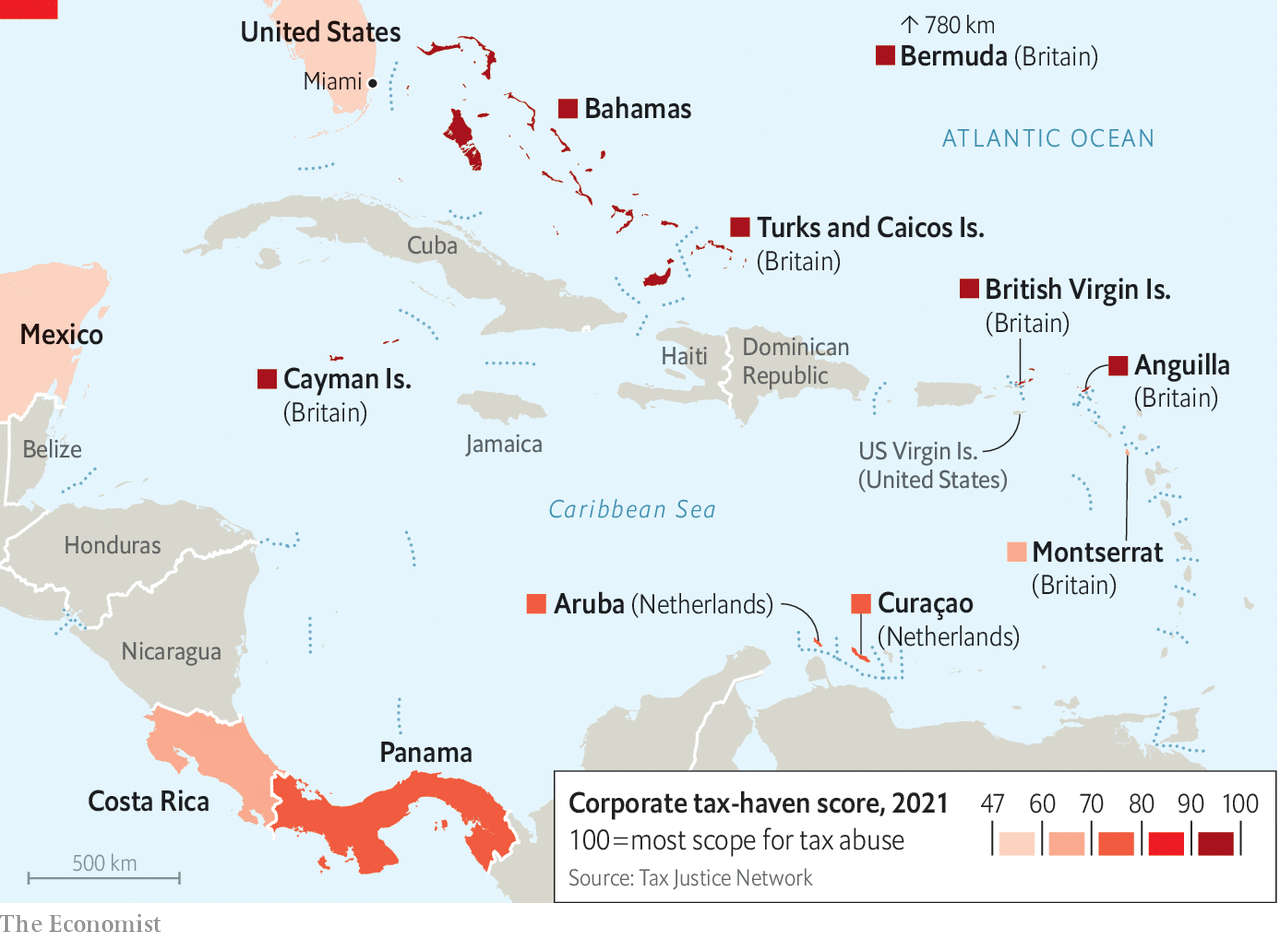 United States
Miami
↑ 780 km
Bermuda (Britain)
Bahamas
ATLANTIC OCEAN
Turks and Caicos Is.
(Britain)
Cuba
British Virgin Is.
(Britain)
Mexico
Haiti
Dominican
Republic
Cayman Is.
(Britain)
Anguilla
(Britain)
Jamaica
Belize
US Virgin Is.
(United States)
Caribbean Sea
Honduras
Montserrat
(Britain)
Aruba (Netherlands)
Curaçao
(Netherlands)
Nicaragua
Panama
Costa Rica
500 km
Corporate tax-haven score, 2021
100=most scope for tax abuse
Source: Tax Justice Network
47 60 70 80 90 100
The Economist